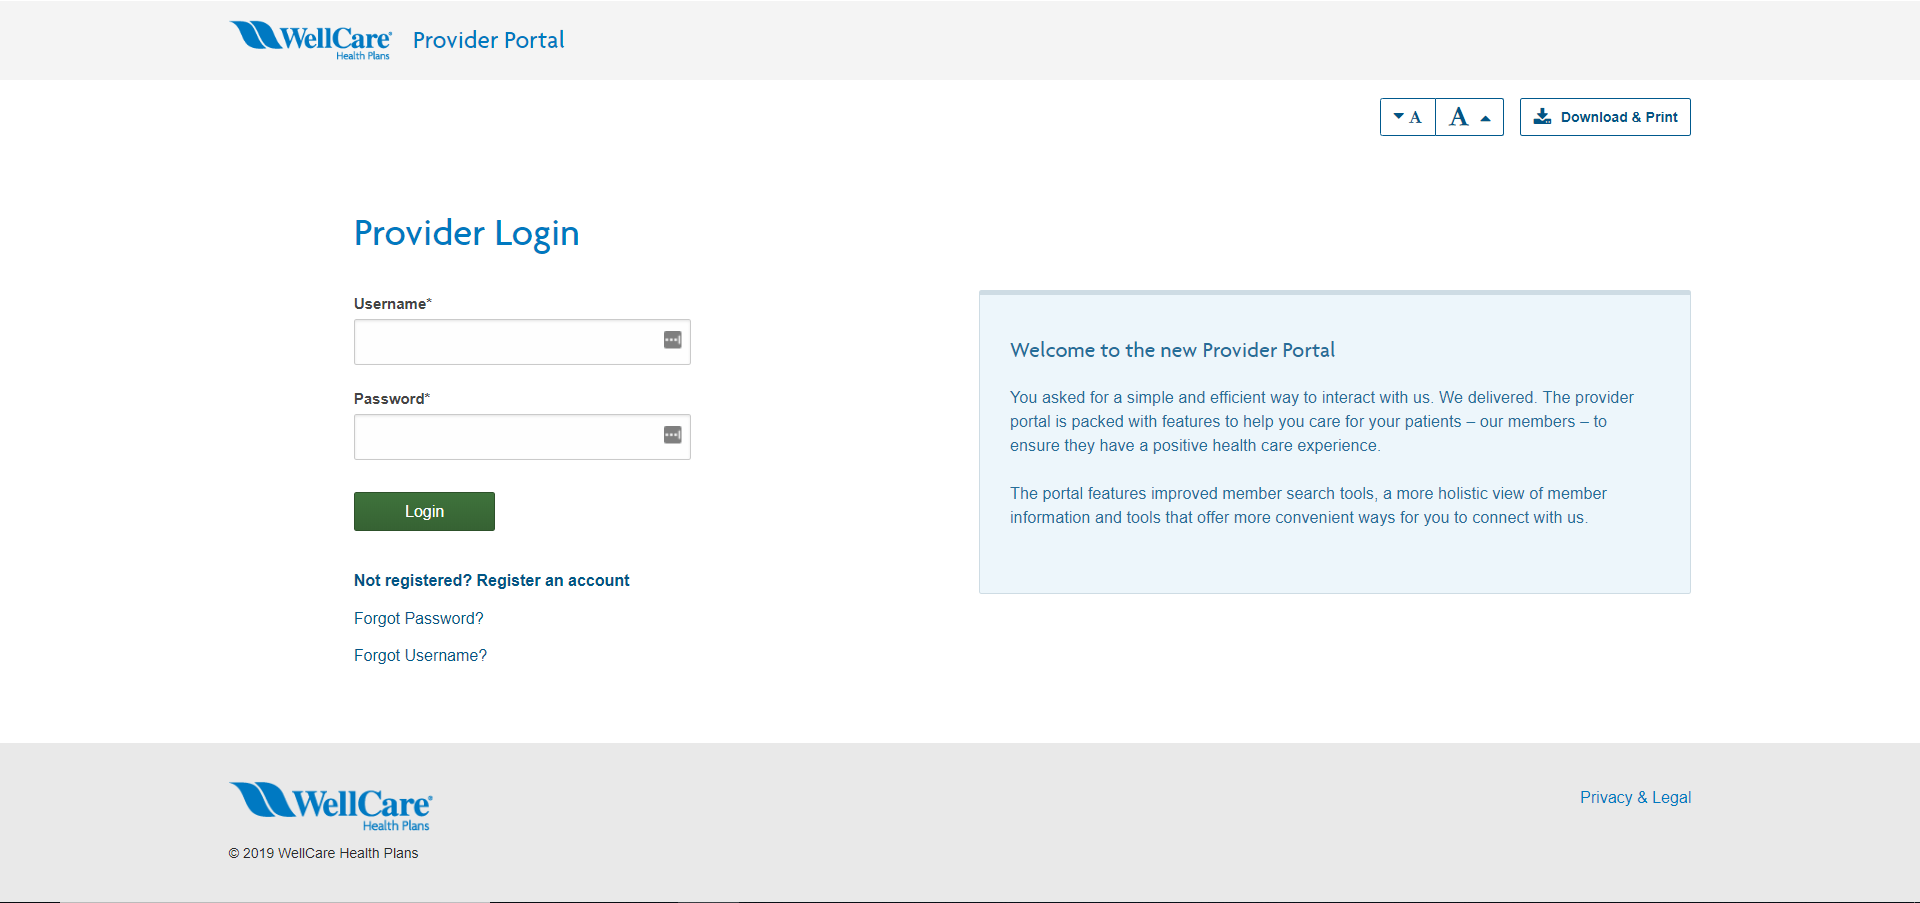 WellCare Health Plans
Provider Portal
A A Download & Print
Provider Login
Username*
Password*
Login
Not registered? Register an account
Forgot Password?
Forgot Username?
Welcome to the new Provider Portal
You asked for a simple and efficient way to interact with us. We delivered. The provider
portal is packed with features to help you care for your patients – our members – to
ensure they have a positive health care experience.
The portal features improved member search tools, a more holistic view of member
information and tools that offer more convenient ways for you to connect with us.
WellCare
Health Plans
© 2019 WellCare Health Plans
Privacy & Legal